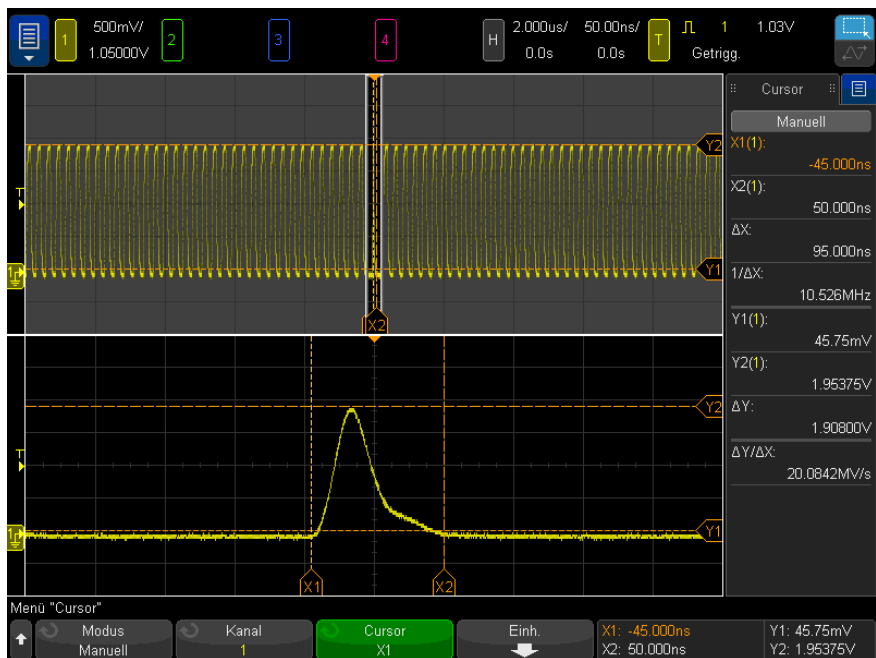 1 500mV/ 2 3 4 H 2.000us/ 50.00ns/ T 1 1.03V
1.05000V 0.0s 0.0s Getrigg.
Cursor
Manuell
Y2
X1(1):
-45.000ns
X2(1):
50.000ns
T
ΔX:
95.000ns
1 Y1
1/ΔX:
10.526MHz
X2
Y1(1):
45.75mV
Y2(1):
1.95375V
Y2
ΔY:
1.90800V
T
ΔY/ΔX:
20.0842MV/s
1 Y1
X1 X2
Menü "Cursor"
Modus Kanal Cursor Einh. X1: -45.000ns Y1: 45.75mV
Manuell 1 X1 X2: 50.000ns Y2: 1.95375V